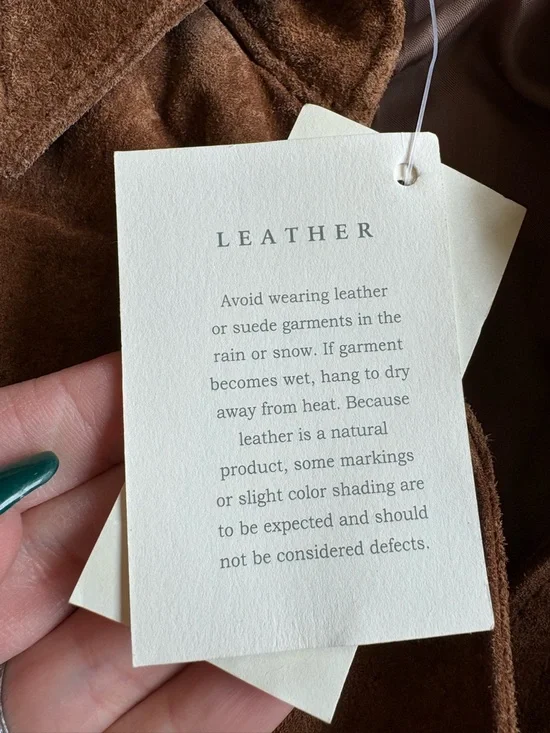 LEATHER
Avoid wearing leather
or suede garments in the
rain or snow. If garment
becomes wet, hang to dry
away from heat. Because
leather is a natural
product, some markings
or slight color shading are
to be expected and should
not be considered defects.